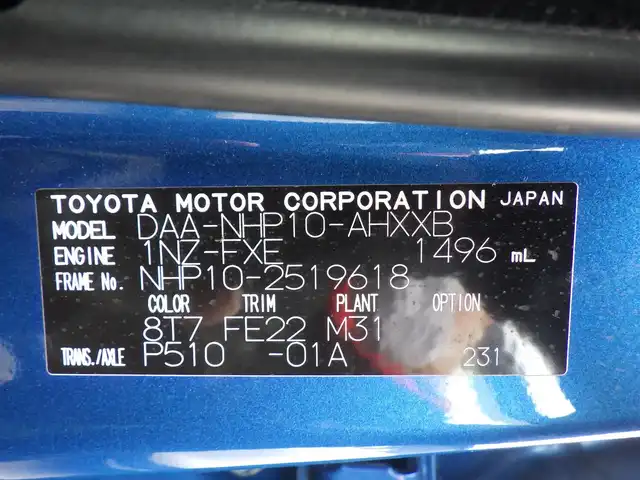 TOYOTA MOTOR CORPORATION JAPAN
MODEL DAA-NHP10-AHXXB
ENGINE 1NZ-FXE 1496 mL
FRAME No. NHP10-2519618
COLOR TRIM PLANT OPTION
8T7 FE22 M31
TRANS./AXLE P510 -01A 231